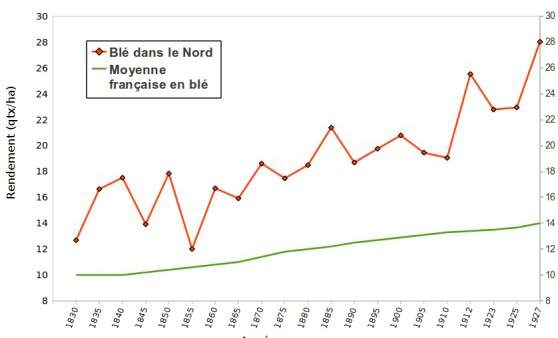 30 30
28 28
26 26
24 24
22 22
20 20
18 18
16 16
14 14
12 12
10 10
8 8
Rendement (qtx/ha)
Blé dans le Nord
Moyenne
française en blé
1830 1835 1840 1845 1850 1855 1860 1865 1870 1875 1880 1885 1890 1895 1900 1905 1910 1912 1923 1925 1927